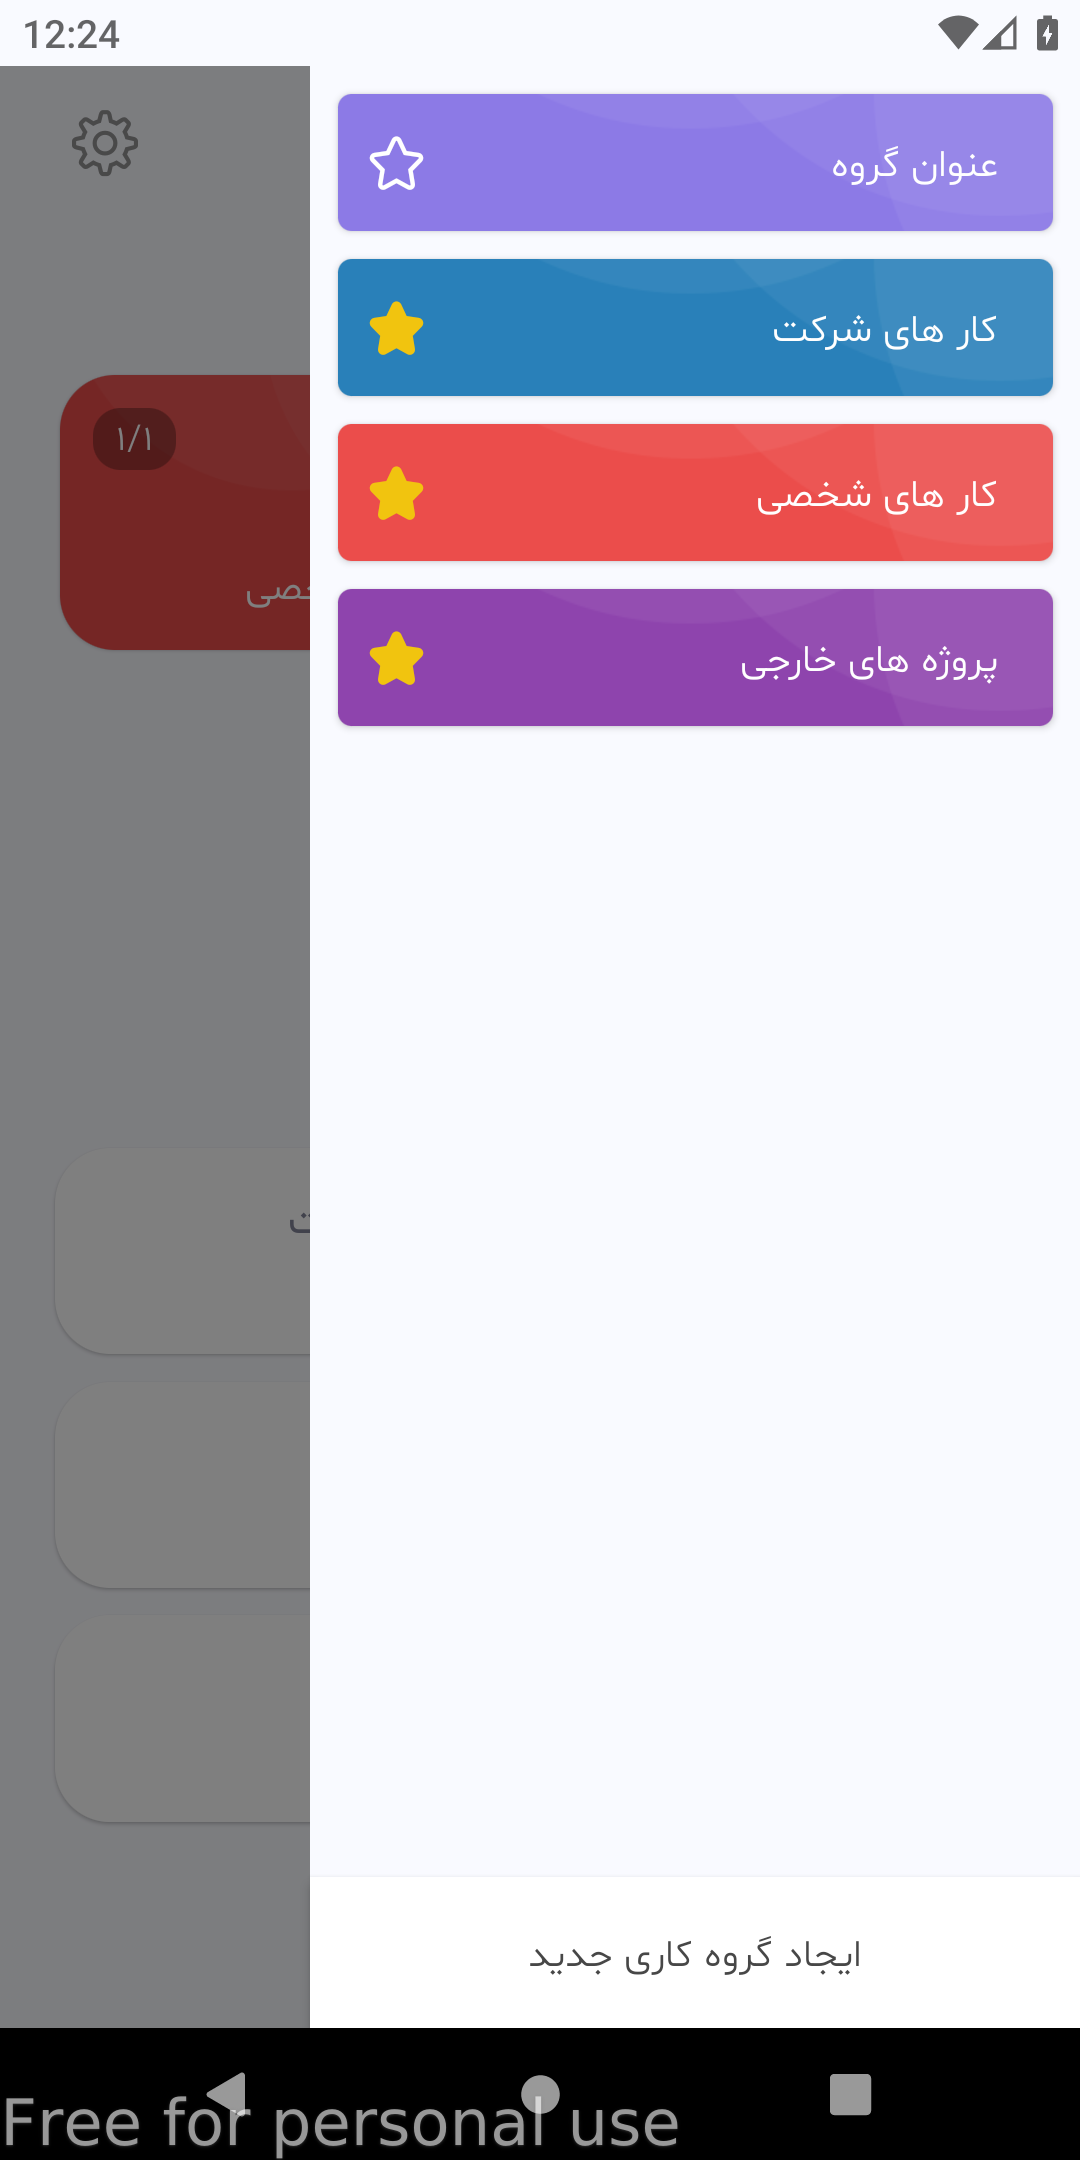 12:24
عنوان گروه
کار های شرکت
کار های شخصی
پروژه های خارجی
۱/۱
ایجاد گروه کاری جدید
Free for personal use